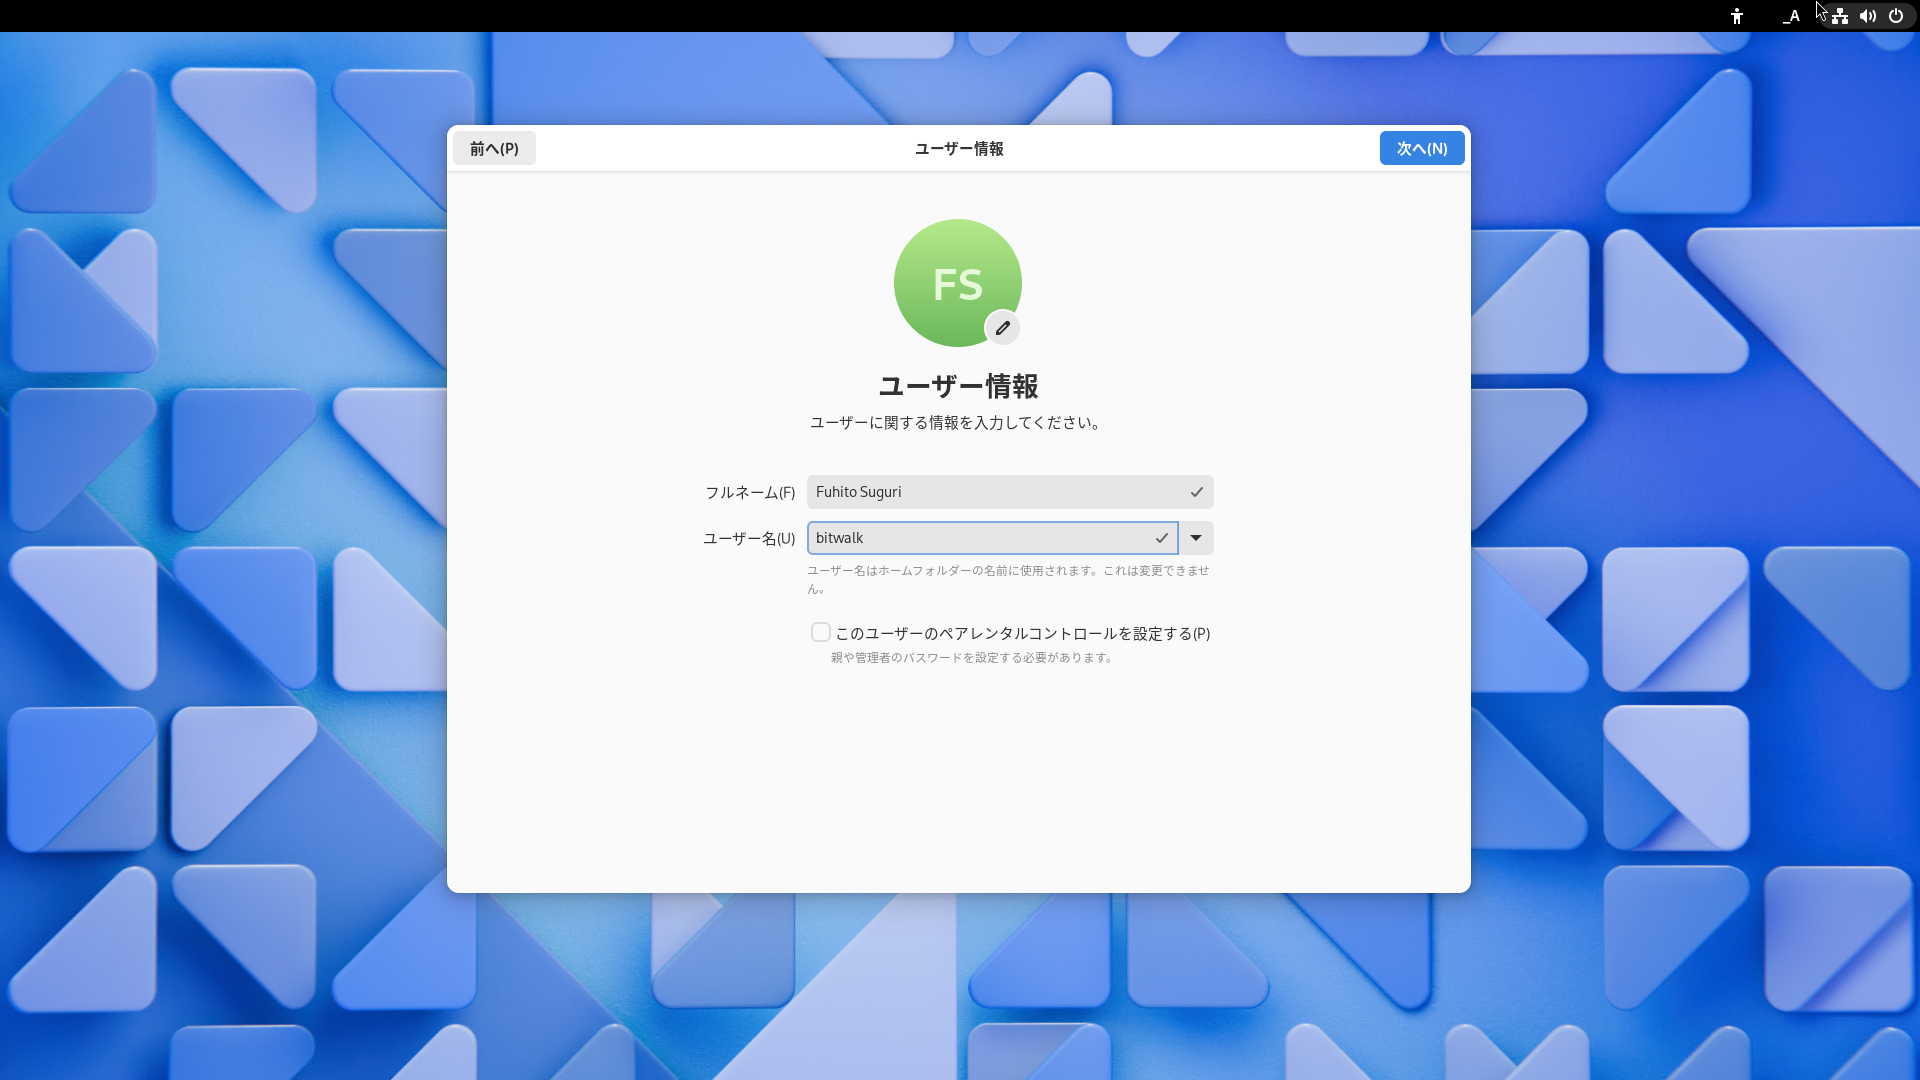 _A
前へ(P)
ユーザー情報
次へ(N)
FS
ユーザー情報
ユーザーに関する情報を入力してください。
フルネーム(F)
Fuhito Suguri
ユーザー名(U)
bitwalk
ユーザー名はホームフォルダーの名前に使用されます。これは変更できませ
ん。
このユーザーのペアレンタルコントロールを設定する(P)
親や管理者のパスワードを設定する必要があります。